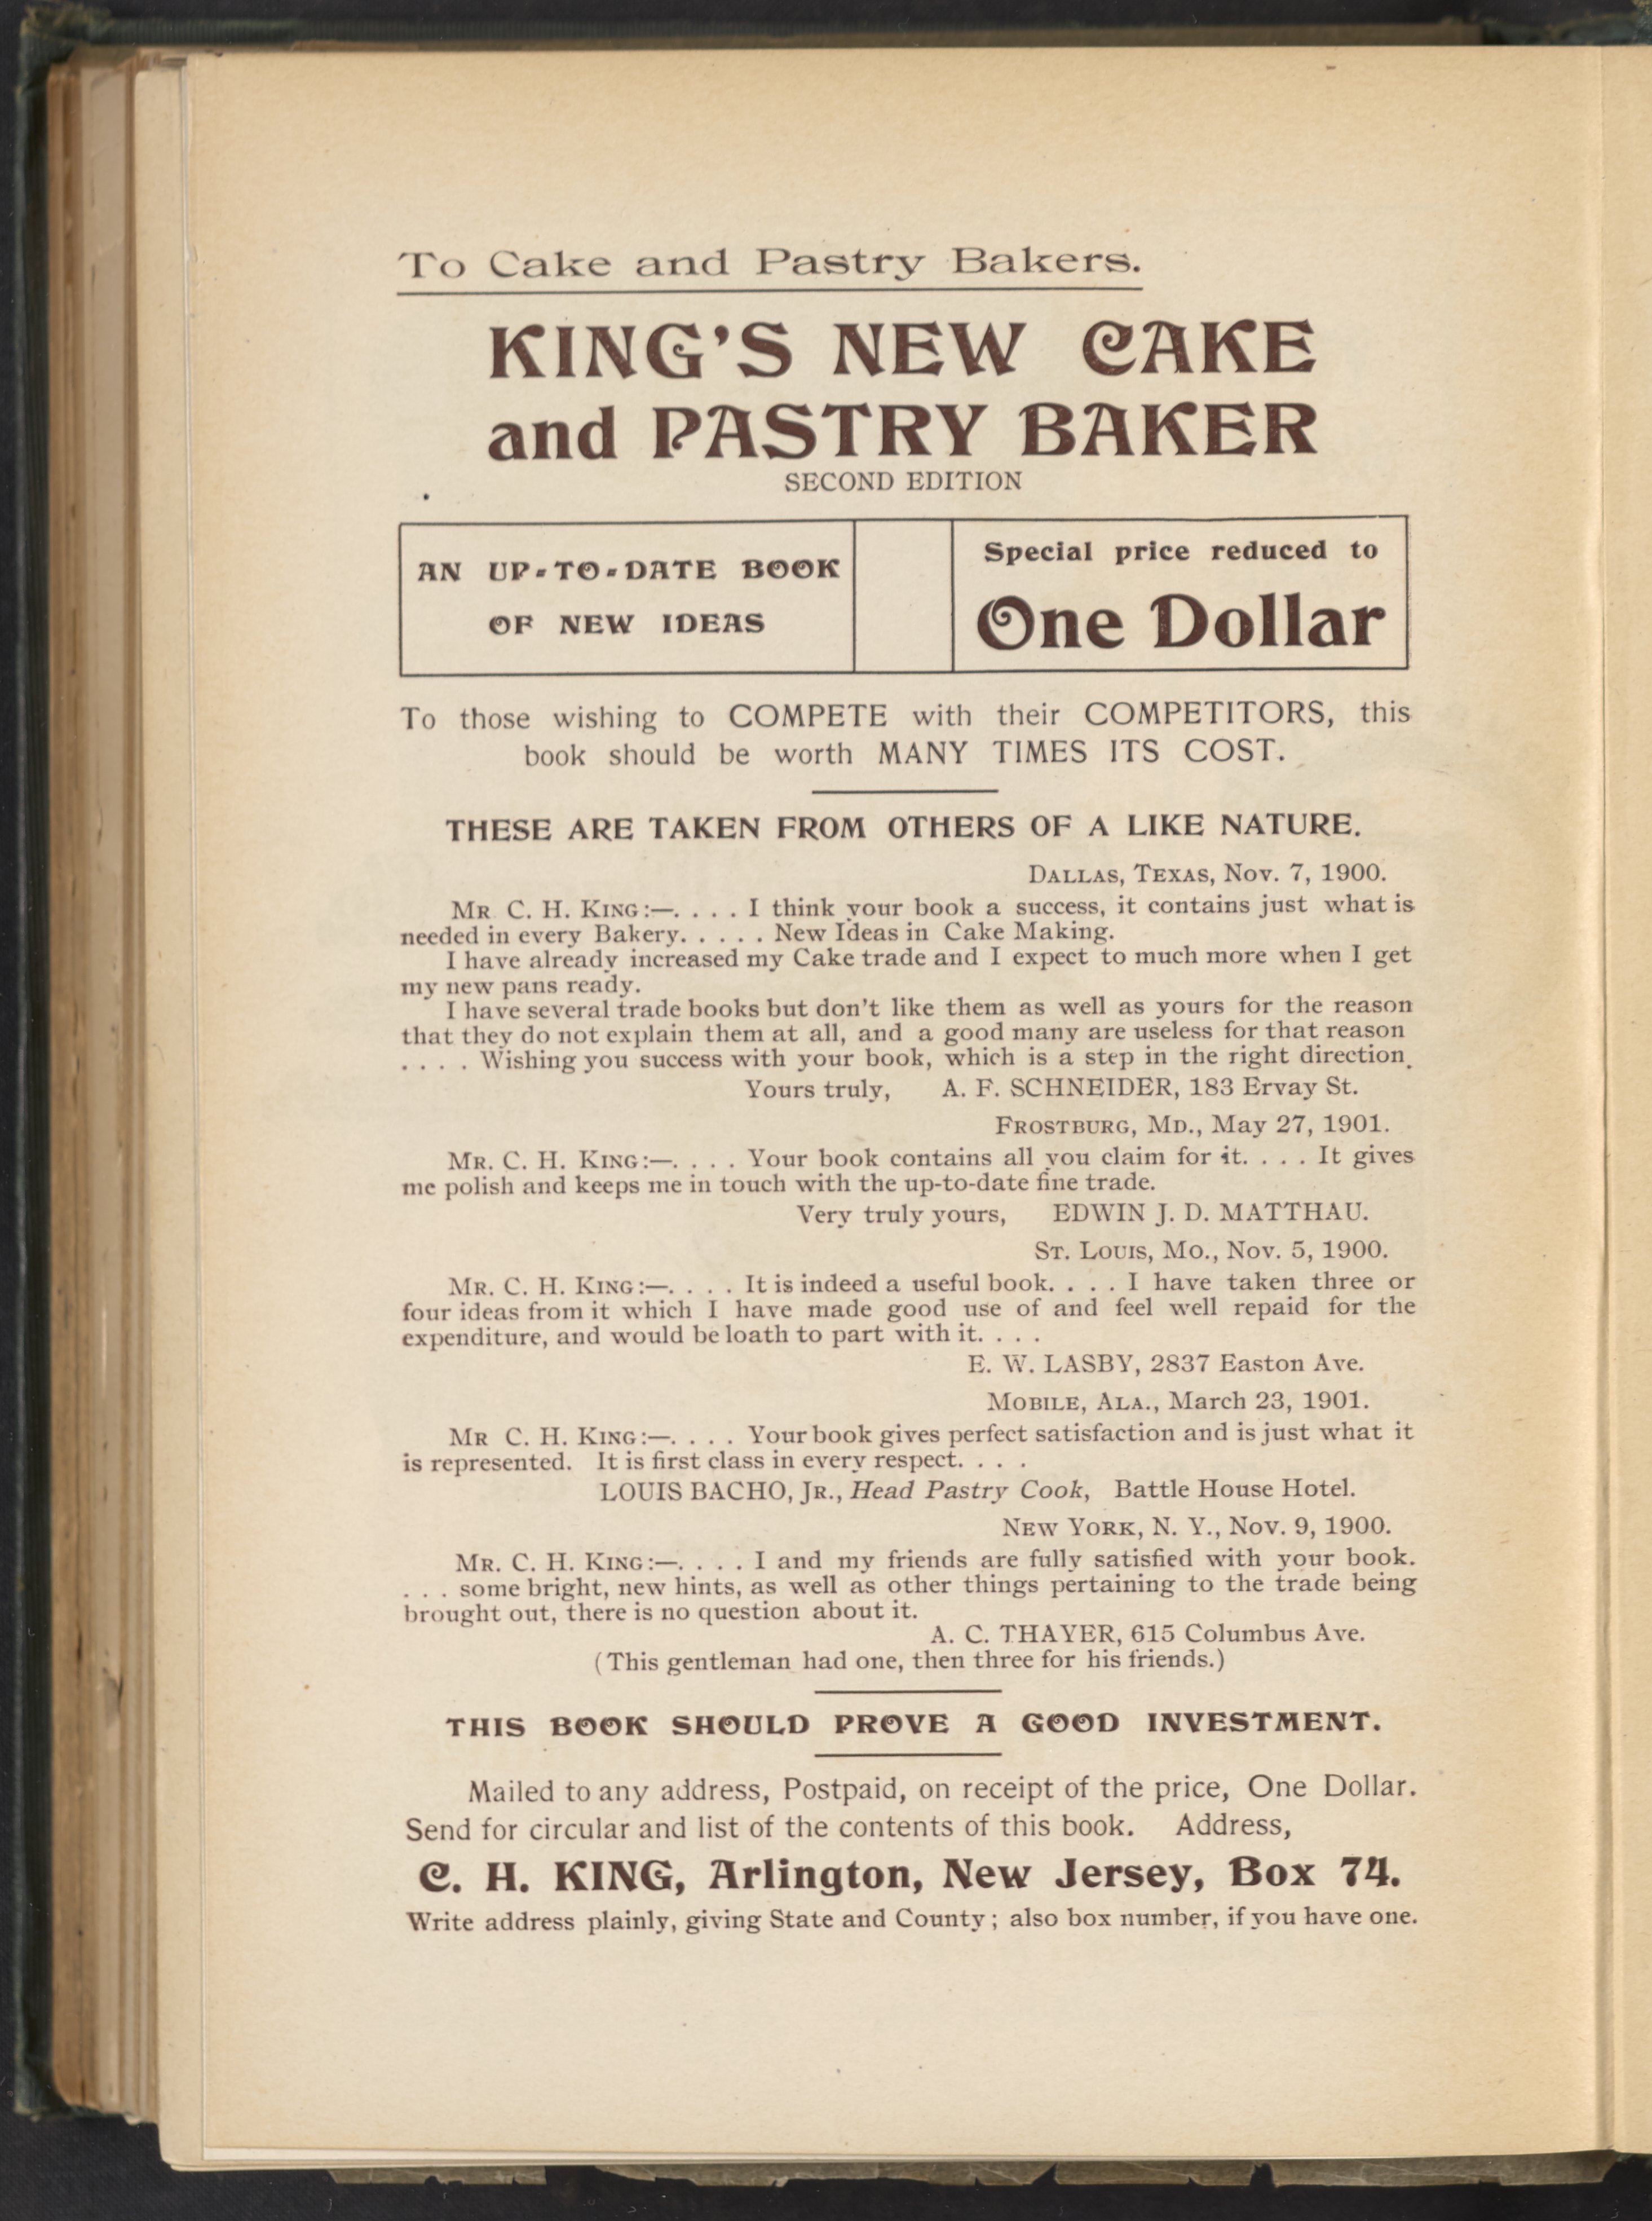 To Cake and Pastry Bakers.
KING'S NEW CAKE
and PASTRY BAKER
SECOND EDITION
AN UP-TO-DATE BOOK
OF NEW IDEAS
Special price reduced to
One Dollar
To those wishing to COMPETE with their COMPETITORS, this
book should be worth MANY TIMES ITS COST.
THESE ARE TAKEN FROM OTHERS OF A LIKE NATURE.
DALLAS, TEXAS, Nov. 7, 1900.
MR C. H. KING:—. . . . I think your book a success, it contains just what is
needed in every Bakery. . . . . New Ideas in Cake Making.
I have already increased my Cake trade and I expect to much more when I get
my new pans ready.
I have several trade books but don't like them as well as yours for the reason
that they do not explain them at all, and a good many are useless for that reason
. . . . Wishing you success with your book, which is a step in the right direction.
Yours truly, A. F. SCHNEIDER, 183 Ervay St.
FROSTBURG, MD., May 27, 1901.
MR. C. H. KING:—. . . . Your book contains all you claim for it. . . . It gives
me polish and keeps me in touch with the up-to-date fine trade.
Very truly yours, EDWIN J. D. MATTHAU.
ST. LOUIS, MO., Nov. 5, 1900.
MR. C. H. KING:—. . . . It is indeed a useful book. . . . I have taken three or
four ideas from it which I have made good use of and feel well repaid for the
expenditure, and would be loath to part with it. . . .
E. W. LASBY, 2837 Easton Ave.
MOBILE, ALA., March 23, 1901.
MR C. H. KING:—. . . . Your book gives perfect satisfaction and is just what it
is represented. It is first class in every respect. . . .
LOUIS BACHO, JR., Head Pastry Cook, Battle House Hotel.
NEW YORK, N. Y., Nov. 9, 1900.
MR. C. H. KING:—. . . . I and my friends are fully satisfied with your book.
. . . some bright, new hints, as well as other things pertaining to the trade being
brought out, there is no question about it.
A. C. THAYER, 615 Columbus Ave.
(This gentleman had one, then three for his friends.)
THIS BOOK SHOULD PROVE A GOOD INVESTMENT.
Mailed to any address, Postpaid, on receipt of the price, One Dollar.
Send for circular and list of the contents of this book. Address,
C. H. KING, Arlington, New Jersey, Box 74.
Write address plainly, giving State and County; also box number, if you have one.